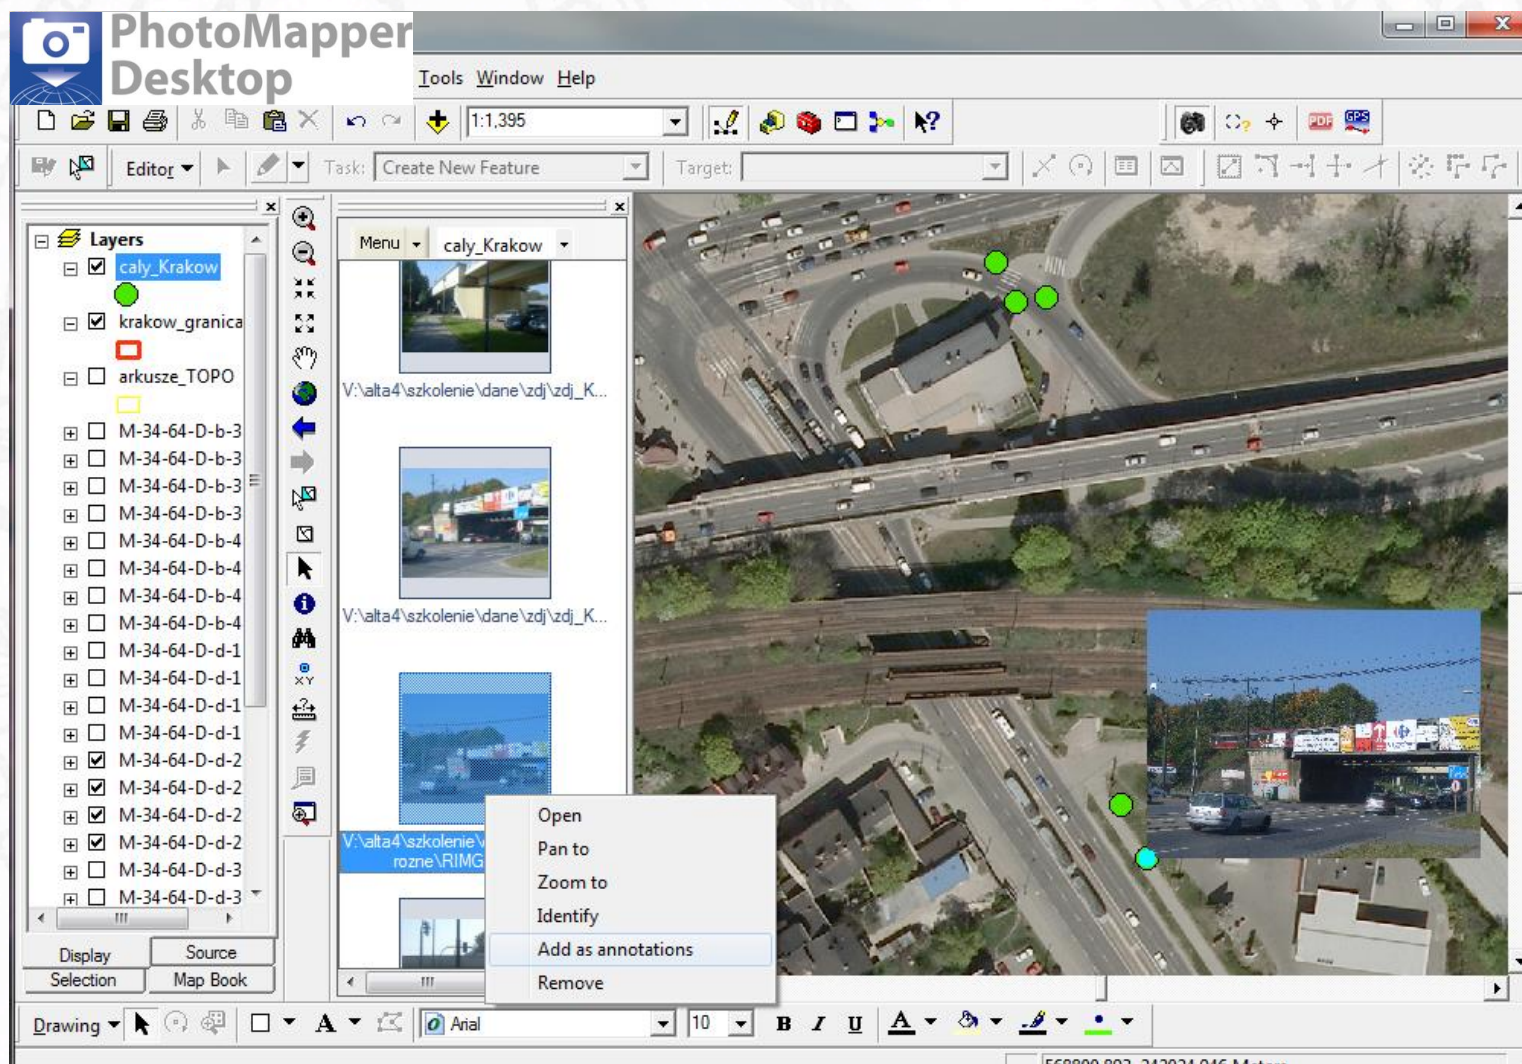 PhotoMapper
Desktop
Tools Window Help
1:1,395
PDF GPS
Editor Task: Create New Feature Target:
Layers
caly_Krakow
krakow_granica
arkusze_TOPO
M-34-64-D-b-3
M-34-64-D-b-3
M-34-64-D-b-3
M-34-64-D-b-3
M-34-64-D-b-4
M-34-64-D-b-4
M-34-64-D-b-4
M-34-64-D-b-4
M-34-64-D-d-1
M-34-64-D-d-1
M-34-64-D-d-1
M-34-64-D-d-1
M-34-64-D-d-2
M-34-64-D-d-2
M-34-64-D-d-2
M-34-64-D-d-2
M-34-64-D-d-3
M-34-64-D-d-3
Display Source
Selection Map Book
XY
Menu caly_Krakow
V:\alta4\szkolenie\dane\zdj\zdj_K...
V:\alta4\szkolenie\dane\zdj\zdj_K...
V:\alta4\szkolenie\
rozne\RIMG
Open
Pan to
Zoom to
Identify
Add as annotations
Remove
Drawing A Arial 10 B I U A